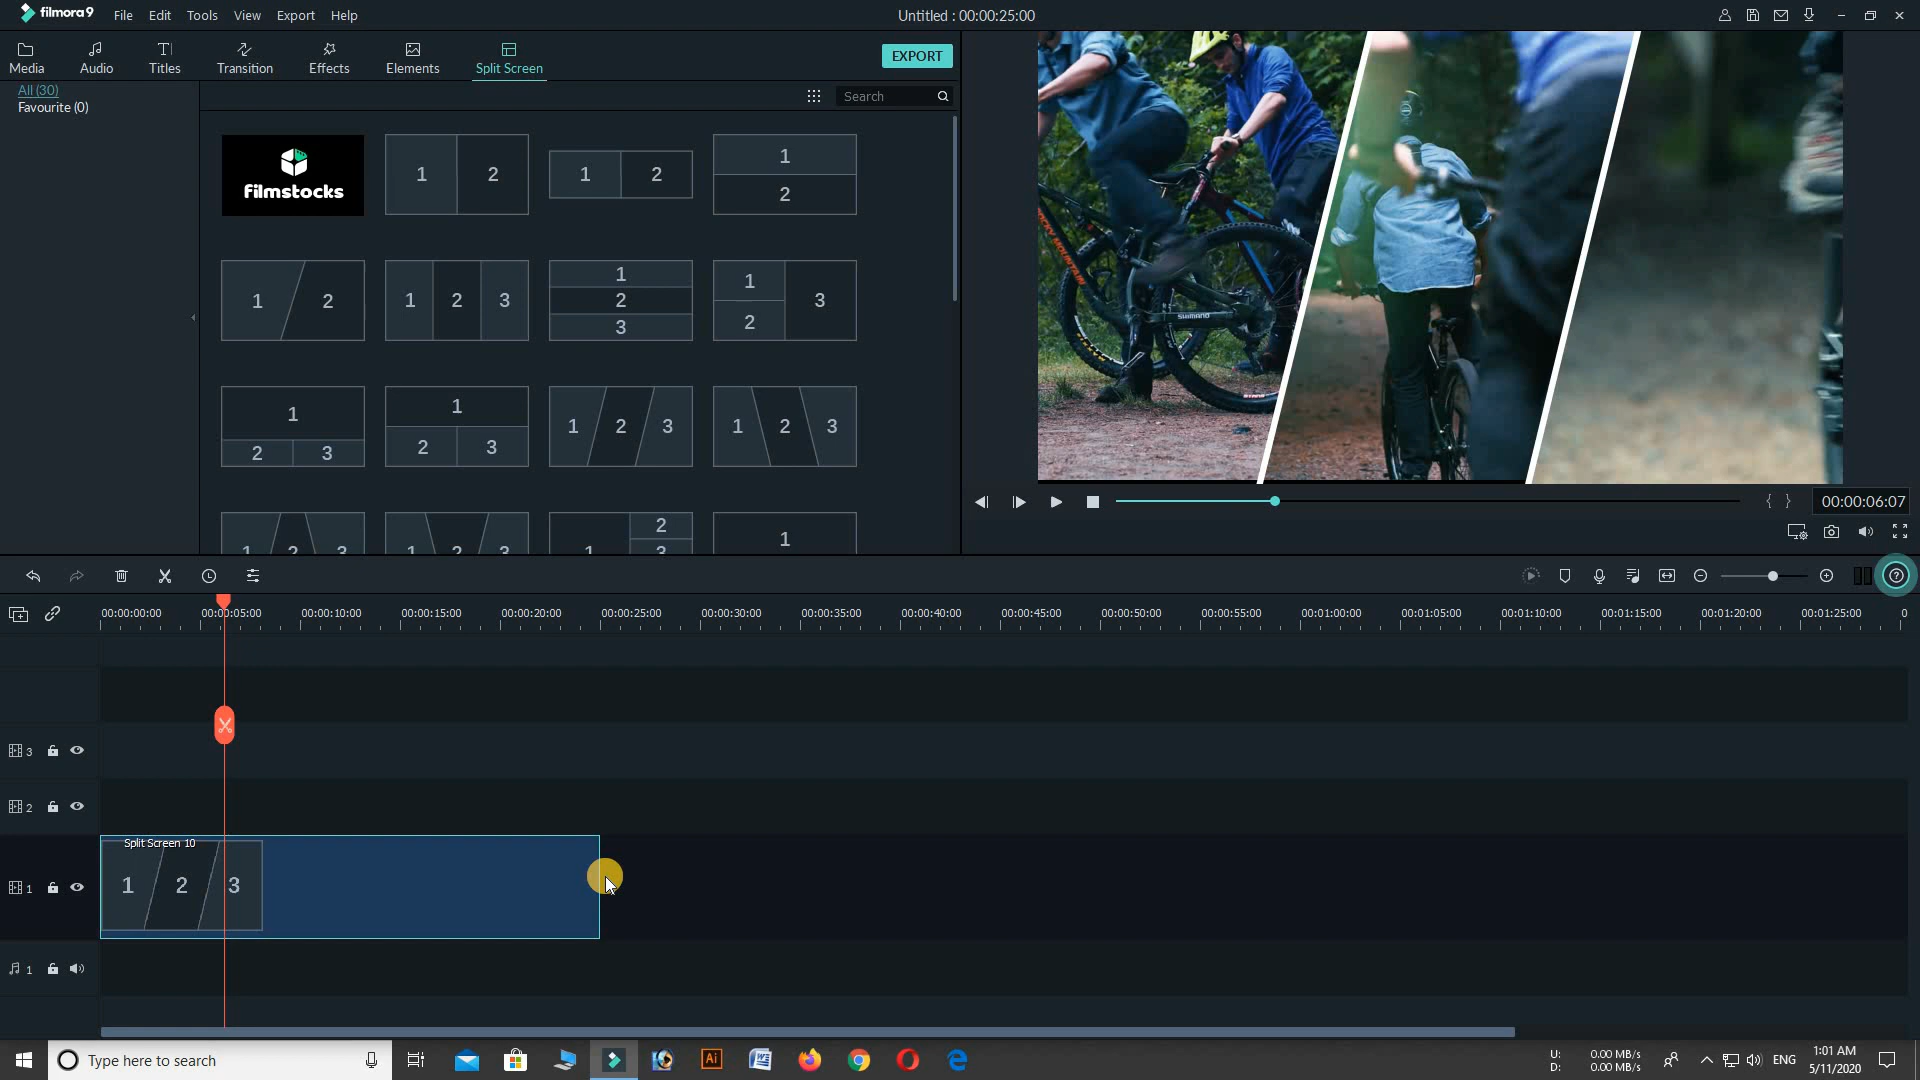 filmora9 File Edit Tools View Export Help Untitled : 00:00:25:00
Media Audio Titles Transition Effects Elements Split Screen EXPORT
All (30)
Favourite (0)
Search
filmstocks
1 2
1 2
1
2
1 2
1 2 3
1
2
3
1
2
3
1
2 3
1
2 3
1 2 3
1 2 3
1 2 3
1 2 3
1
2
3
1
ROCKY MOUNTAIN
SHIMANO
{ } 00:00:06:07
00:00:00:00 00:00:05:00 00:00:10:00 00:00:15:00 00:00:20:00 00:00:25:00 00:00:30:00 00:00:35:00 00:00:40:00 00:00:45:00 00:00:50:00 00:00:55:00 00:01:00:00 00:01:05:00 00:01:10:00 00:01:15:00 00:01:20:00 00:01:25:00 0
3
2
Split Screen 10
1 1 2 3
1
Type here to search
Ai
W
U: 0.00 MB/s
D: 0.00 MB/s
ENG
1:01 AM
5/11/2020